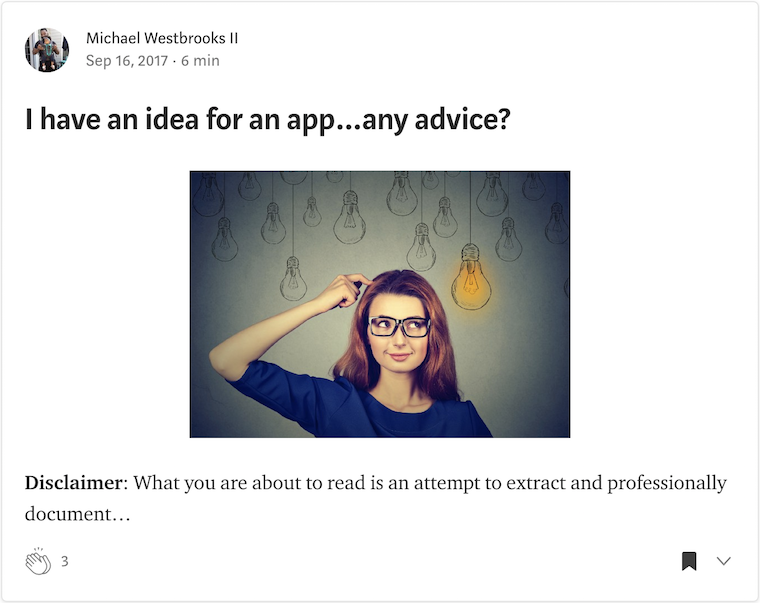 Michael Westbrooks II
Sep 16, 2017 · 6 min
I have an idea for an app...any advice?
Disclaimer: What you are about to read is an attempt to extract and professionally
document...
3